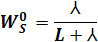 W_S^0 = ⅄ / (L + ⅄)